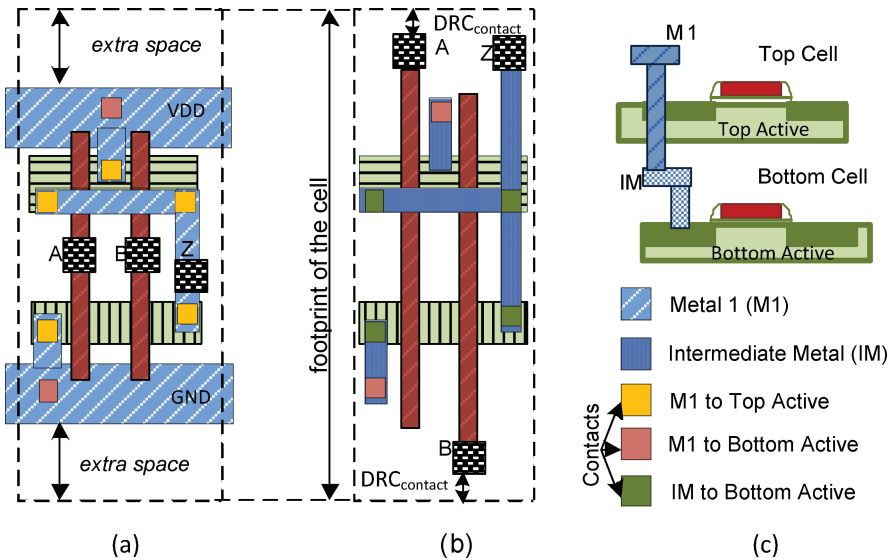 extra space
VDD
A
B
Z
GND
extra space
(a)
footprint of the cell
DRCcontact
A
Z
B
DRCcontact
(b)
M1
Top Cell
Top Active
IM
Bottom Cell
Bottom Active
Metal 1 (M1)
Intermediate Metal (IM)
Contacts
M1 to Top Active
M1 to Bottom Active
IM to Bottom Active
(c)